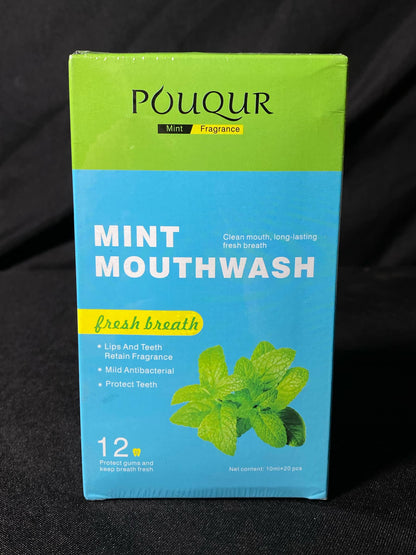 POUQUR
Mint Fragrance
MINT
MOUTHWASH
Clean mouth, long-lasting
fresh breath
fresh breath
• Lips And Teeth
Retain Fragrance
• Mild Antibacterial
• Protect Teeth
12
Protect gums and
keep breath fresh
Net content: 10ml×20 pcs